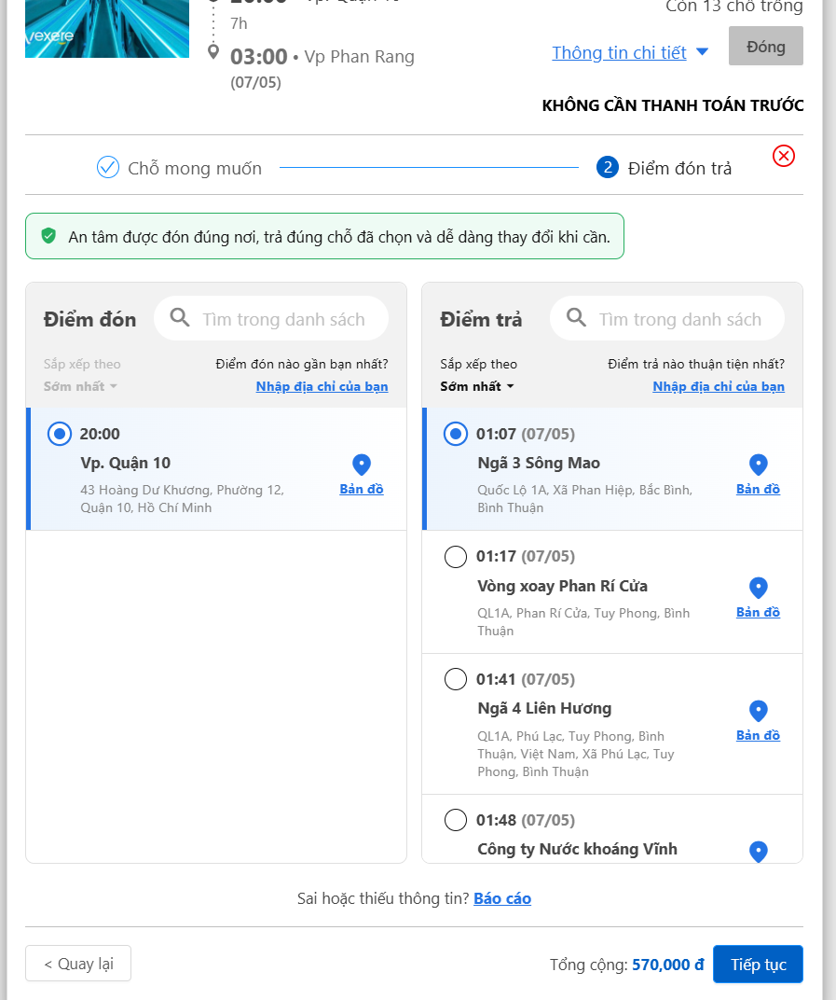 20:00 • Vp. Quận 10
Còn 13 chỗ trống
vexere
7h
03:00 • Vp Phan Rang
(07/05)
Thông tin chi tiết
Đóng
KHÔNG CẦN THANH TOÁN TRƯỚC
Chỗ mong muốn
2 Điểm đón trả
An tâm được đón đúng nơi, trả đúng chỗ đã chọn và dễ dàng thay đổi khi cần.
Điểm đón
Tìm trong danh sách
Sắp xếp theo
Điểm đón nào gần bạn nhất?
Sớm nhất
Nhập địa chỉ của bạn
20:00
Vp. Quận 10
43 Hoàng Dư Khương, Phường 12,
Quận 10, Hồ Chí Minh
Bản đồ
Điểm trả
Tìm trong danh sách
Sắp xếp theo
Điểm trả nào thuận tiện nhất?
Sớm nhất
Nhập địa chỉ của bạn
01:07 (07/05)
Ngã 3 Sông Mao
Quốc Lộ 1A, Xã Phan Hiệp, Bắc Bình,
Bình Thuận
Bản đồ
01:17 (07/05)
Vòng xoay Phan Rí Cửa
QL1A, Phan Rí Cửa, Tuy Phong, Bình
Thuận
Bản đồ
01:41 (07/05)
Ngã 4 Liên Hương
QL1A, Phú Lạc, Tuy Phong, Bình
Thuận, Việt Nam, Xã Phú Lạc, Tuy
Phong, Bình Thuận
Bản đồ
01:48 (07/05)
Công ty Nước khoáng Vĩnh
Sai hoặc thiếu thông tin? Báo cáo
< Quay lại
Tổng cộng: 570,000 đ
Tiếp tục